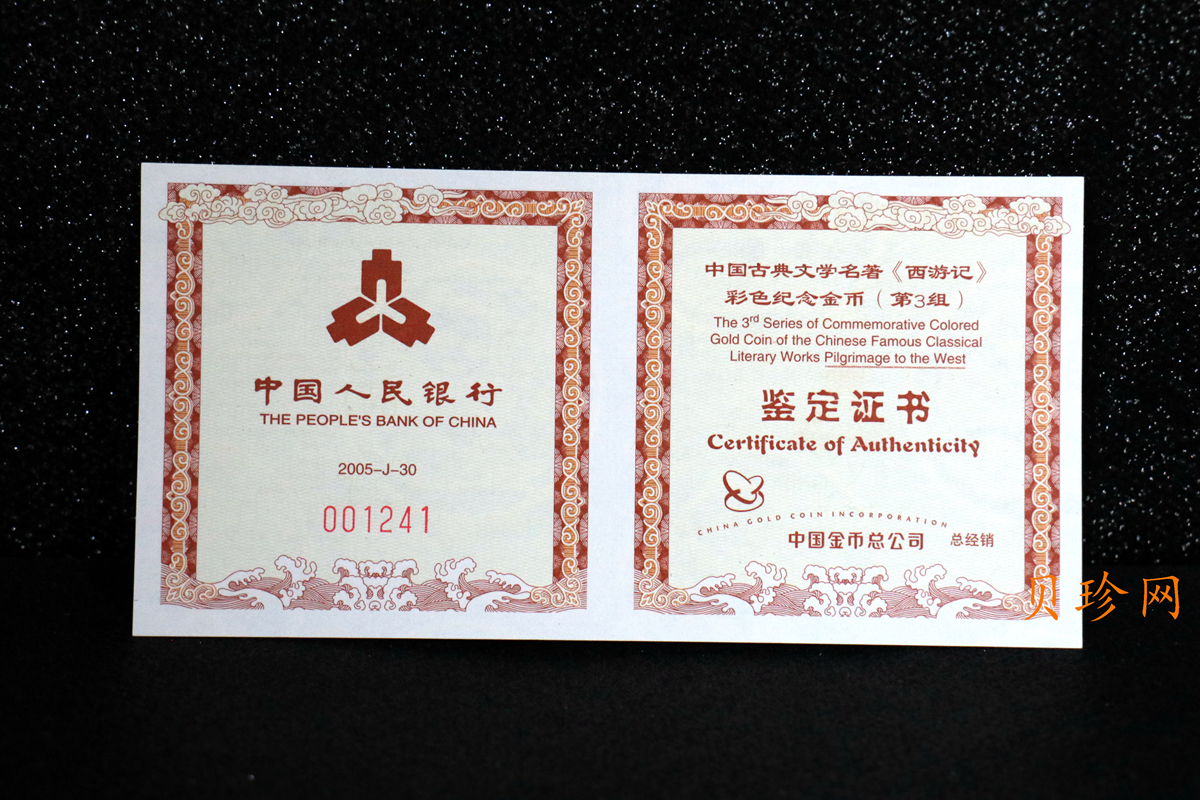 中国人民银行
THE PEOPLE'S BANK OF CHINA
2005-J-30
001241
中国古典文学名著《西游记》
彩色纪念金币（第3组）
The 3rd Series of Commemorative Colored
Gold Coin of the Chinese Famous Classical
Literary Works Pilgrimage to the West
鉴定证书
Certificate of Authenticity
CHINA GOLD COIN INCORPORATION
中国金币总公司 总经销
贝珍网